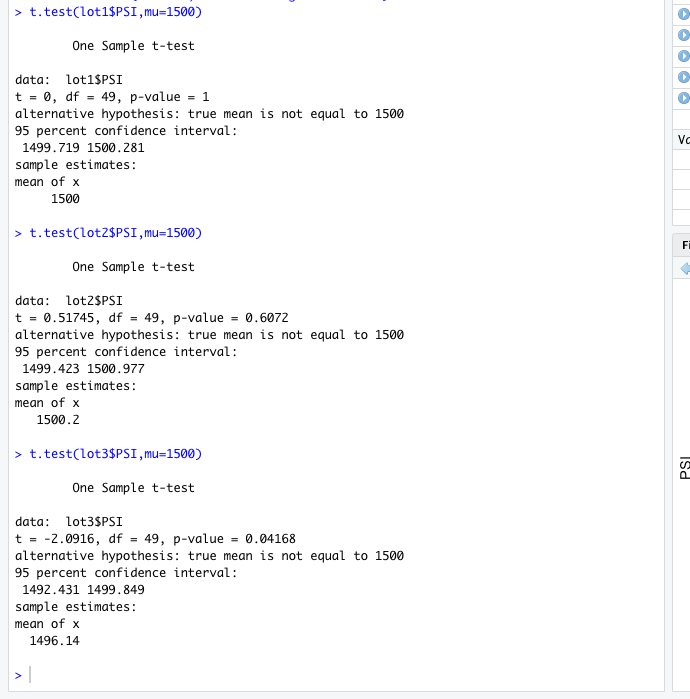 > t.test(lot1$PSI,mu=1500)
One Sample t-test
data:  lot1$PSI
t = 0, df = 49, p-value = 1
alternative hypothesis: true mean is not equal to 1500
95 percent confidence interval:
1499.719 1500.281
sample estimates:
mean of x
1500
> t.test(lot2$PSI,mu=1500)
One Sample t-test
data:  lot2$PSI
t = 0.51745, df = 49, p-value = 0.6072
alternative hypothesis: true mean is not equal to 1500
95 percent confidence interval:
1499.423 1500.977
sample estimates:
mean of x
1500.2
> t.test(lot3$PSI,mu=1500)
One Sample t-test
data:  lot3$PSI
t = -2.0916, df = 49, p-value = 0.04168
alternative hypothesis: true mean is not equal to 1500
95 percent confidence interval:
1492.431 1499.849
sample estimates:
mean of x
1496.14
>
PSI